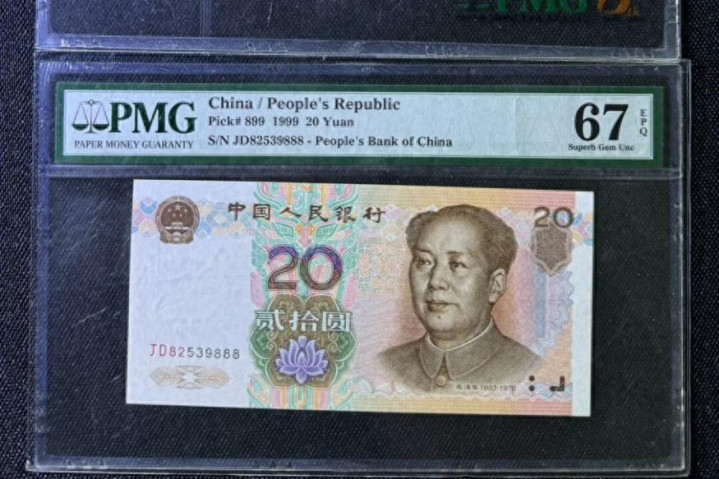 PMG
PMG
PAPER MONEY GUARANTY
China / People's Republic
Pick# 899 1999 20 Yuan
S/N JD82539888 - People's Bank of China
67
EPQ
Superb Gem Unc
中国人民银行
20
20
贰拾圆
JD82539888